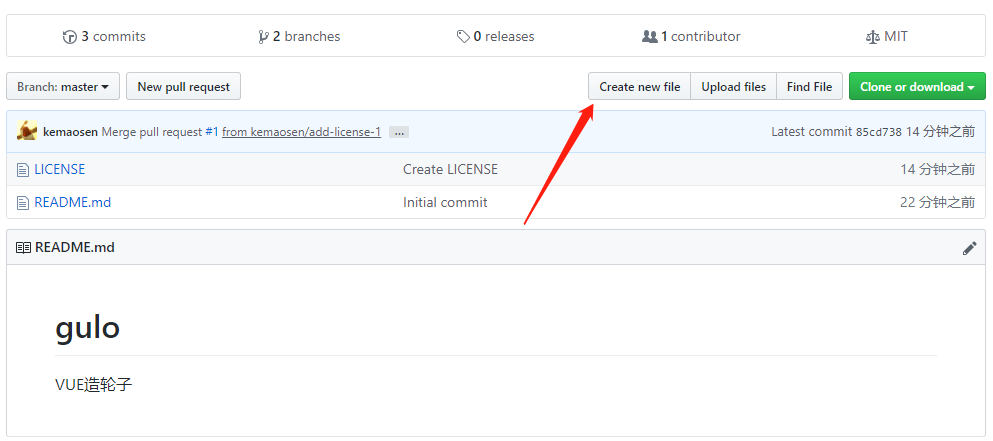 3 commits 2 branches 0 releases 1 contributor MIT
Branch: master New pull request Create new file Upload files Find File Clone or download
kemaosen Merge pull request #1 from kemaosen/add-license-1 ... Latest commit 85cd738 14 分钟之前
LICENSE Create LICENSE 14 分钟之前
README.md Initial commit 22 分钟之前
README.md
gulo
VUE造轮子